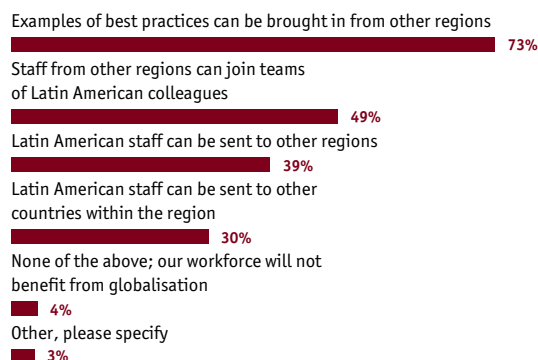 Examples of best practices can be brought in from other regions
73%
Staff from other regions can join teams
of Latin American colleagues
49%
Latin American staff can be sent to other regions
39%
Latin American staff can be sent to other
countries within the region
30%
None of the above; our workforce will not
benefit from globalisation
4%
Other, please specify
3%